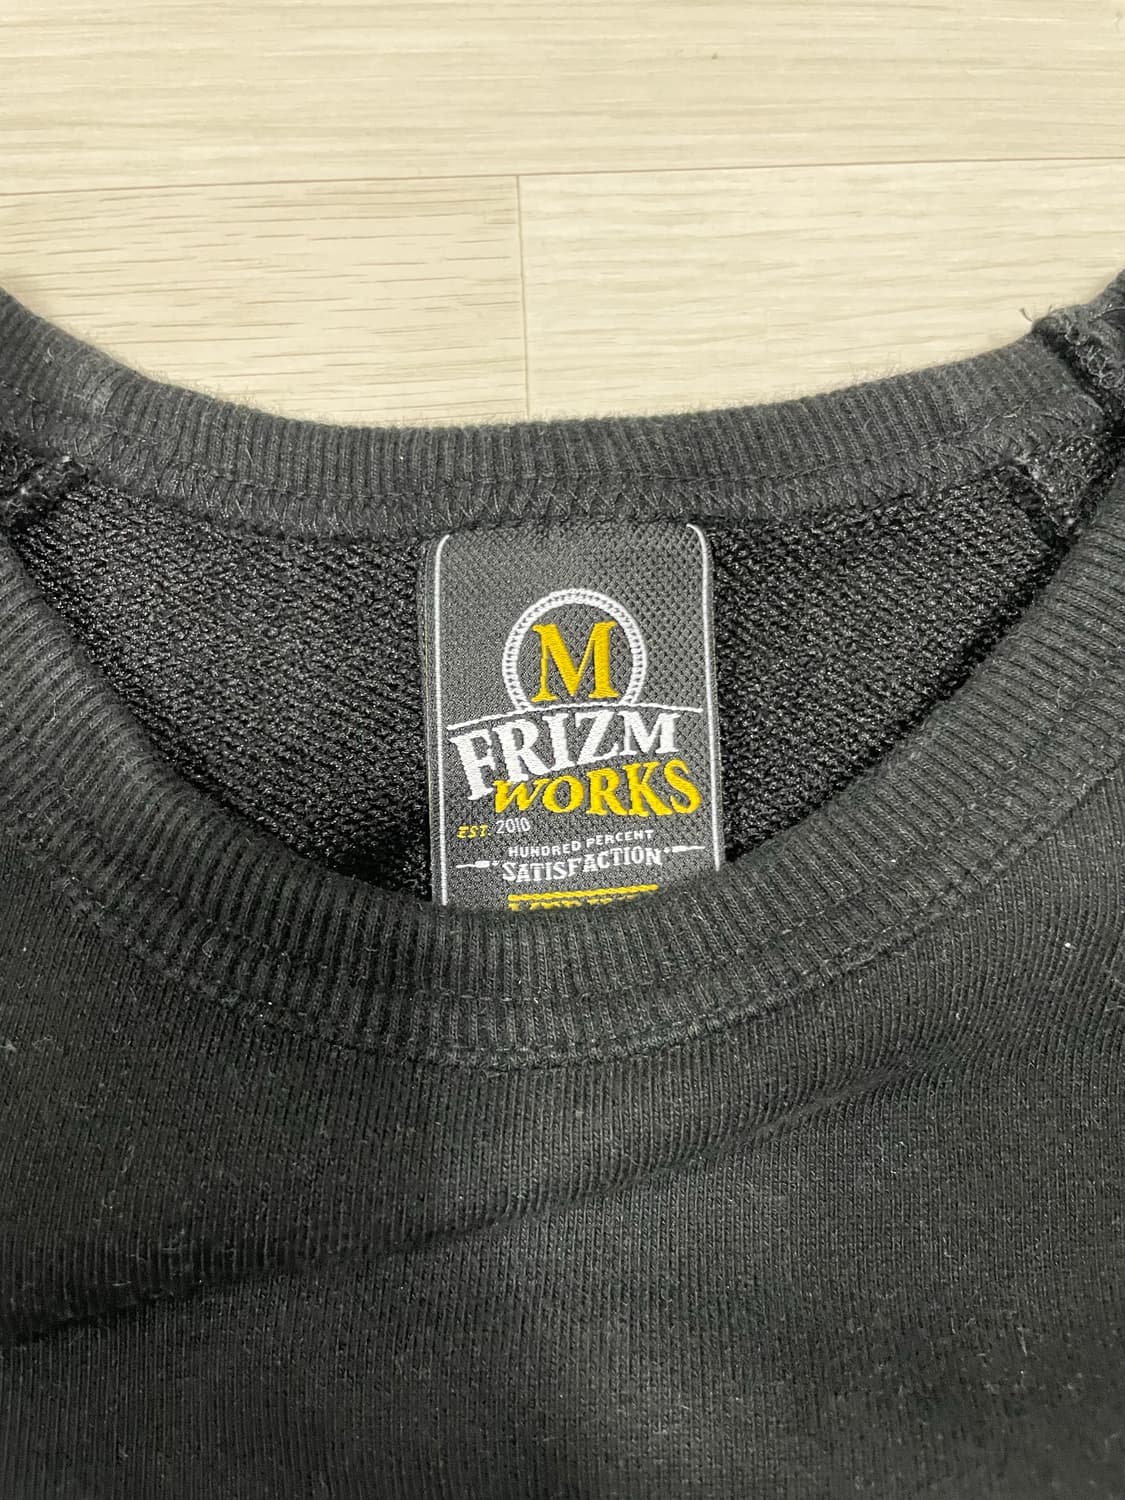 M
FRIZM
WORKS
EST. 2010
HUNDRED PERCENT
SATISFACTION